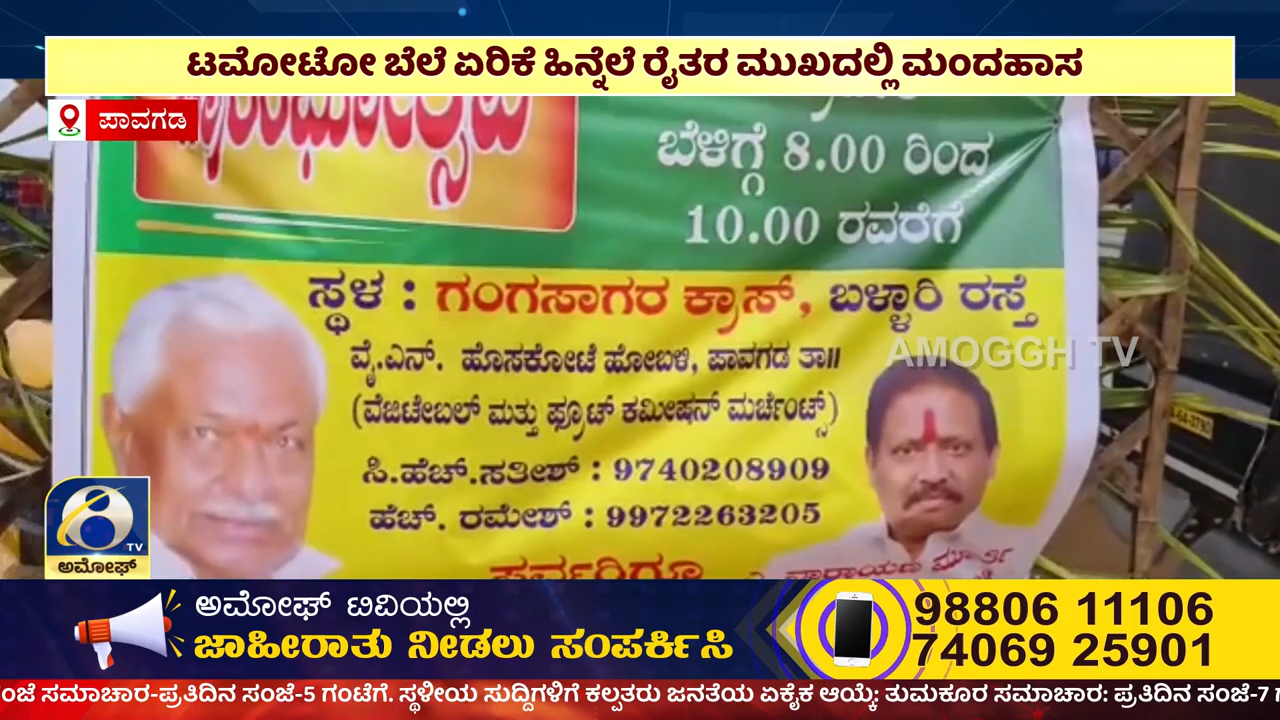 ಟಮೋಟೋ ಬೆಲೆ ಏರಿಕೆ ಹಿನ್ನೆಲೆ ರೈತರ ಮುಖದಲ್ಲಿ ಮಂದಹಾಸ
ಪಾವಗಡ
ಬೆಳಿಗ್ಗೆ 8.00 ರಿಂದ
10.00 ರವರೆಗೆ
ಸ್ಥಳ : ಗಂಗಸಾಗರ ಕ್ರಾಸ್, ಬಳ್ಳಾರಿ ರಸ್ತೆ
ವೈ.ಎನ್. ಹೊಸಕೋಟೆ ಹೋಬಳಿ, ಪಾವಗಡ ತಾ॥
AMOGGH TV
(ವೆಜಿಟೇಬಲ್ ಮತ್ತು ಫ್ರೂಟ್ ಕಮೀಷನ್ ಮರ್ಚೆಂಟ್ಸ್)
ಸಿ.ಹೆಚ್.ಸತೀಶ್ : 9740208909
ಹೆಚ್. ರಮೇಶ್ : 9972263205
TV
ಅಮೋಘ್
ಅಮೋಘ್ ಟಿವಿಯಲ್ಲಿ
ಜಾಹೀರಾತು ನೀಡಲು ಸಂಪರ್ಕಿಸಿ
98806 11106
74069 25901
ಸಮಾಚಾರ-ಪ್ರತಿದಿನ ಸಂಜೆ-5 ಗಂಟೆಗೆ. ಸ್ಥಳೀಯ ಸುದ್ದಿಗಳಿಗೆ ಕಲ್ಪತರು ಜನತೆಯ ಏಕೈಕ ಆಯ್ಕೆ; ತುಮಕೂರ ಸಮಾಚಾರ: ಪ್ರತಿದಿನ ಸಂಜೆ-7